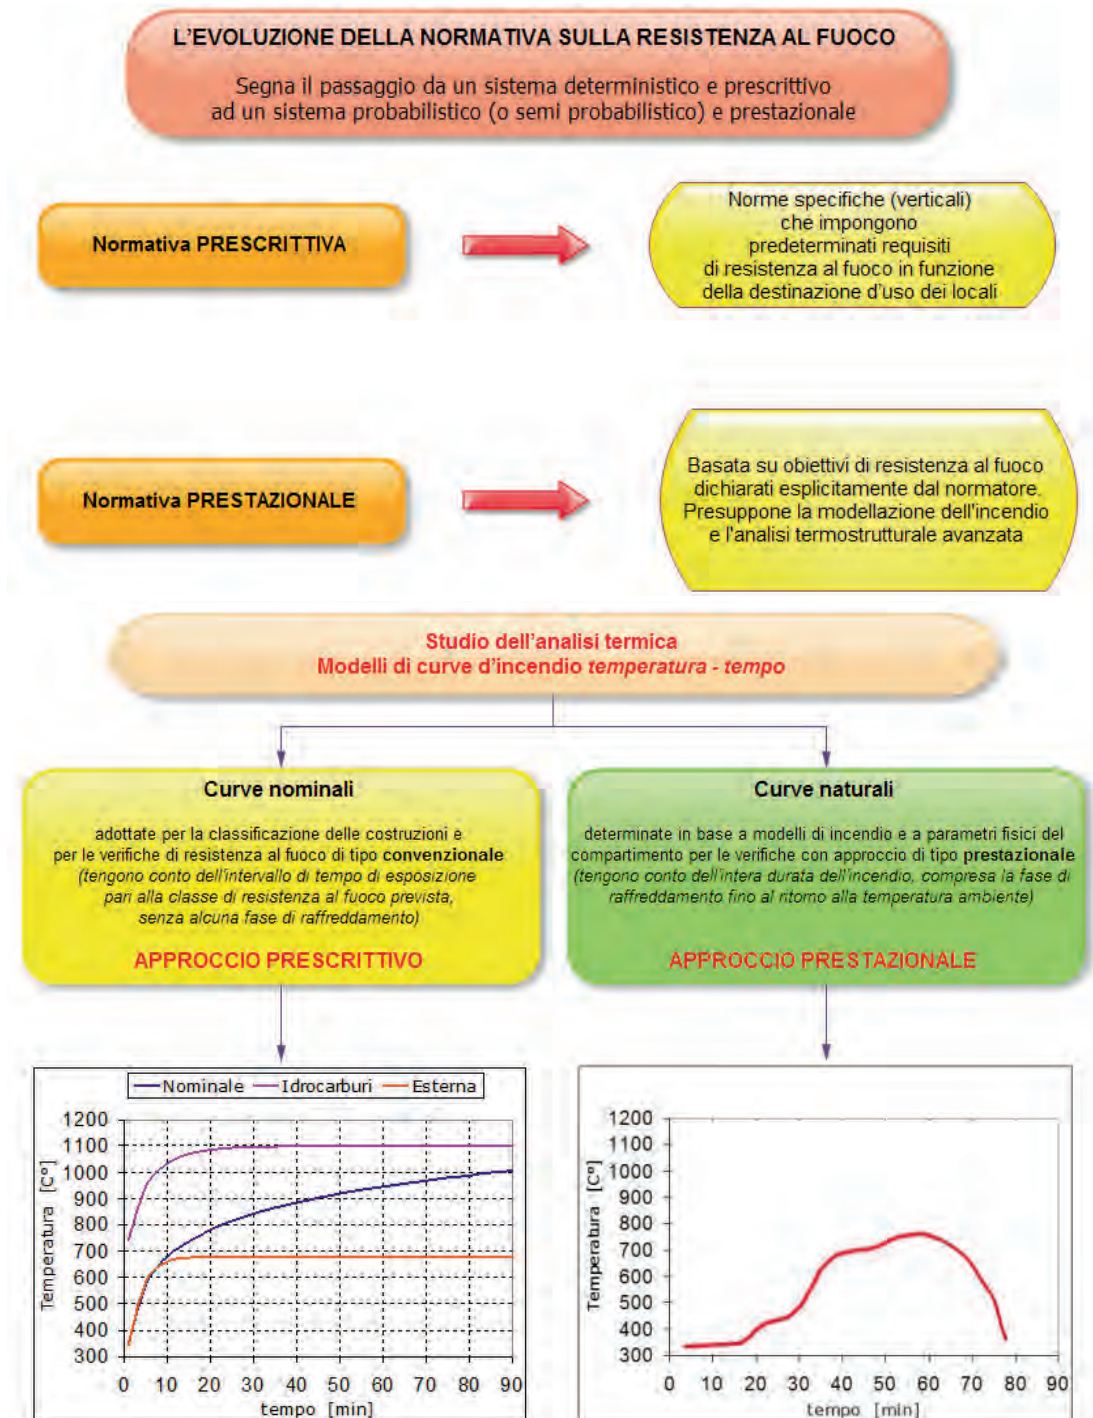 L'EVOLUZIONE DELLA NORMATIVA SULLA RESISTENZA AL FUOCO
Segna il passaggio da un sistema deterministico e prescrittivo
ad un sistema probabilistico (o semi probabilistico) e prestazionale
Normativa PRESCRITTIVA
Norme specifiche (verticali)
che impongono
predeterminati requisiti
di resistenza al fuoco in funzione
della destinazione d'uso dei locali
Normativa PRESTAZIONALE
Basata su obiettivi di resistenza al fuoco
dichiarati esplicitamente dal normatore.
Presuppone la modellazione dell'incendio
e l'analisi termostrutturale avanzata
Studio dell'analisi termica
Modelli di curve d'incendio temperatura - tempo
Curve nominali
adottate per la classificazione delle costruzioni e
per le verifiche di resistenza al fuoco di tipo convenzionale
(tengono conto dell'intervallo di tempo di esposizione
pari alla classe di resistenza al fuoco prevista,
senza alcuna fase di raffreddamento)
APPROCCIO PRESCRITTIVO
Curve naturali
determinate in base a modelli di incendio e a parametri fisici del
compartimento per le verifiche con approccio di tipo prestazionale
(tengono conto dell'intera durata dell'incendio, compresa la fase di
raffreddamento fino al ritorno alla temperatura ambiente)
APPROCCIO PRESTAZIONALE
Nominale Idrocarburi Esterna
Temperatura [C°]
1200
1100
1000
900
800
700
600
500
400
300
0 10 20 30 40 50 60 70 80 90
tempo [min]
Temperatura [C°]
1200
1100
1000
900
800
700
600
500
400
300
0 10 20 30 40 50 60 70 80 90
tempo [min]